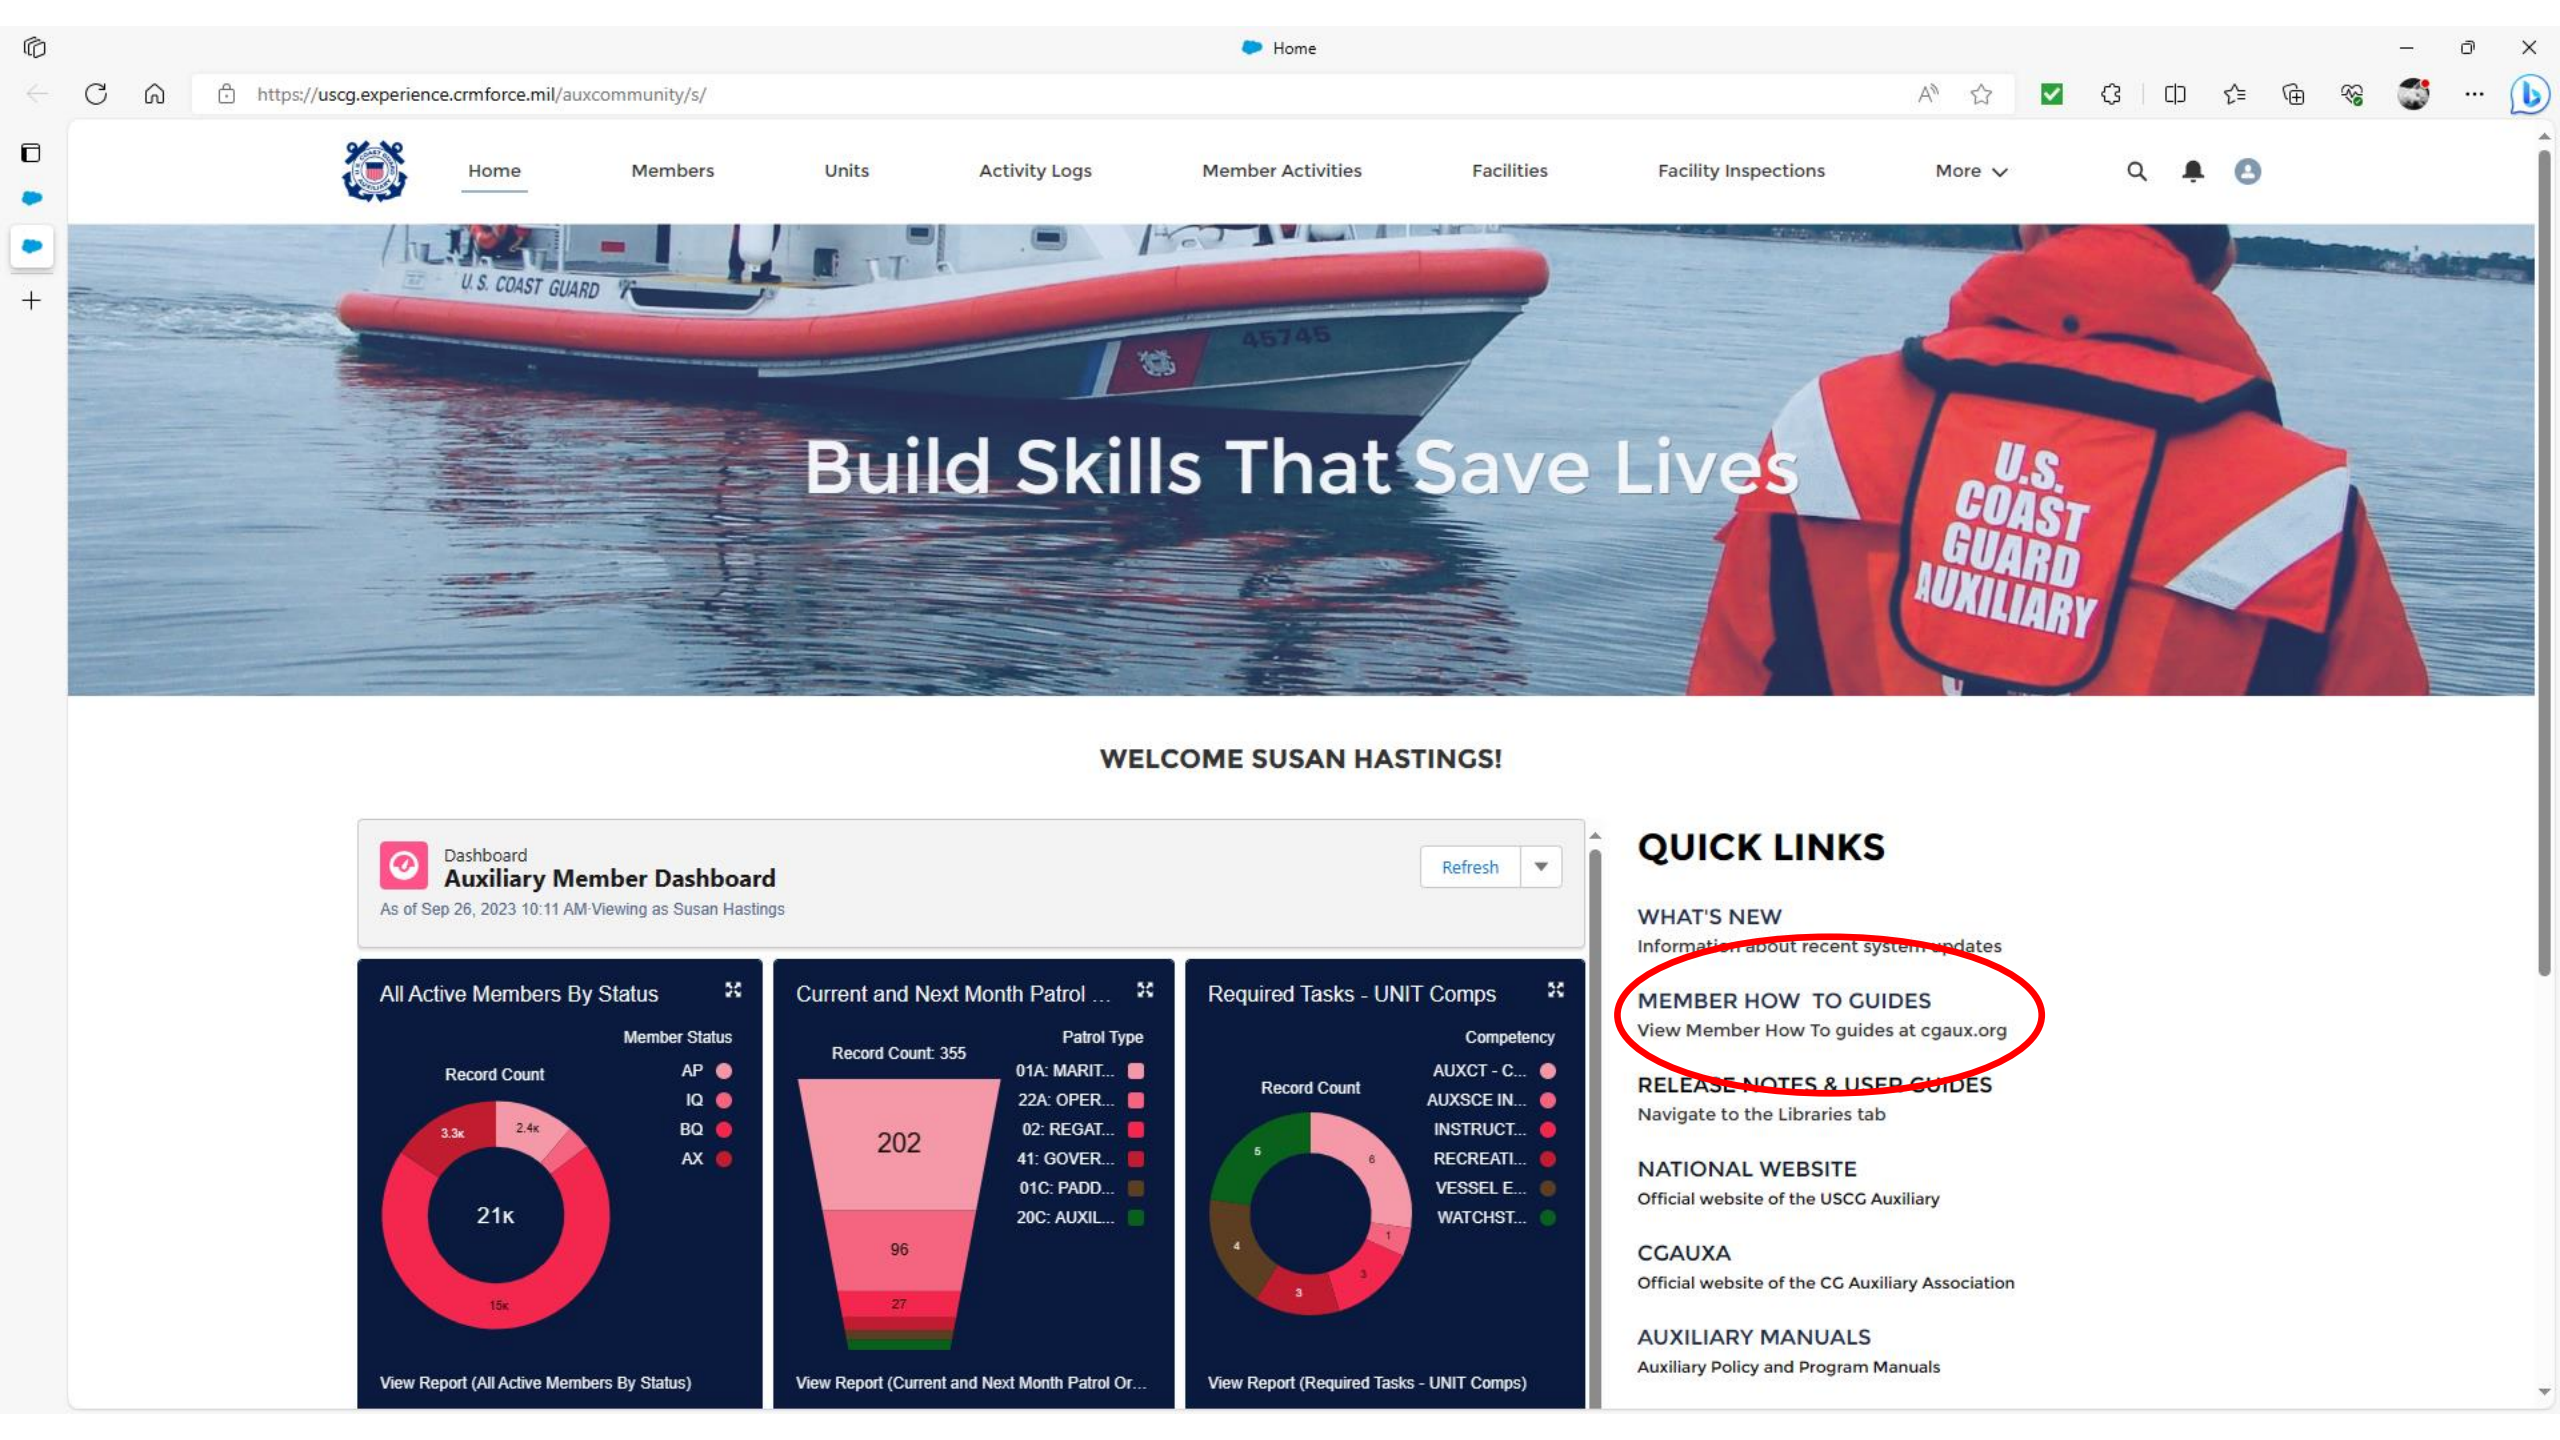 Home
https://uscg.experience.crmforce.mil/auxcommunity/s/
Home Members Units Activity Logs Member Activities Facilities Facility Inspections More
U.S. COAST GUARD
45745
Build Skills That Save Lives
U.S.
COAST
GUARD
AUXILIARY
WELCOME SUSAN HASTINGS!
Dashboard
Auxiliary Member Dashboard
As of Sep 26, 2023 10:11 AM·Viewing as Susan Hastings
Refresh
All Active Members By Status
Member Status
Record Count
AP
IQ
BQ
AX
3.3K
2.4K
21K
15K
View Report (All Active Members By Status)
Current and Next Month Patrol ...
Patrol Type
Record Count: 355
01A: MARIT...
22A: OPER...
02: REGAT...
41: GOVER...
01C: PADD...
20C: AUXIL...
202
96
27
View Report (Current and Next Month Patrol Or...
Required Tasks - UNIT Comps
Competency
Record Count
AUXCT - C...
AUXSCE IN...
INSTRUCT...
RECREATI...
VESSEL E...
WATCHST...
5
6
1
4
3
3
View Report (Required Tasks - UNIT Comps)
QUICK LINKS
WHAT'S NEW
Information about recent system updates
MEMBER HOW TO GUIDES
View Member How To guides at cgaux.org
RELEASE NOTES & USER GUIDES
Navigate to the Libraries tab
NATIONAL WEBSITE
Official website of the USCG Auxiliary
CGAUXA
Official website of the CG Auxiliary Association
AUXILIARY MANUALS
Auxiliary Policy and Program Manuals